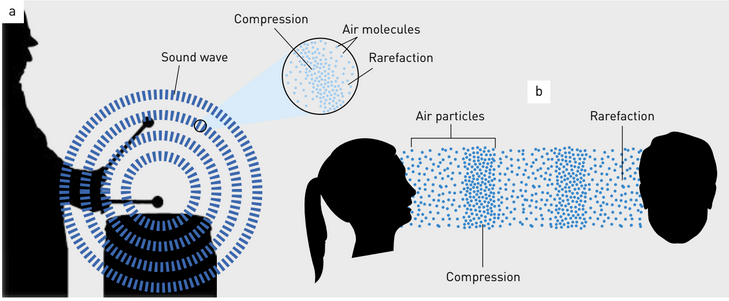 a
Compression
Air molecules
Sound wave
Rarefaction
b
Air particles
Rarefaction
Compression